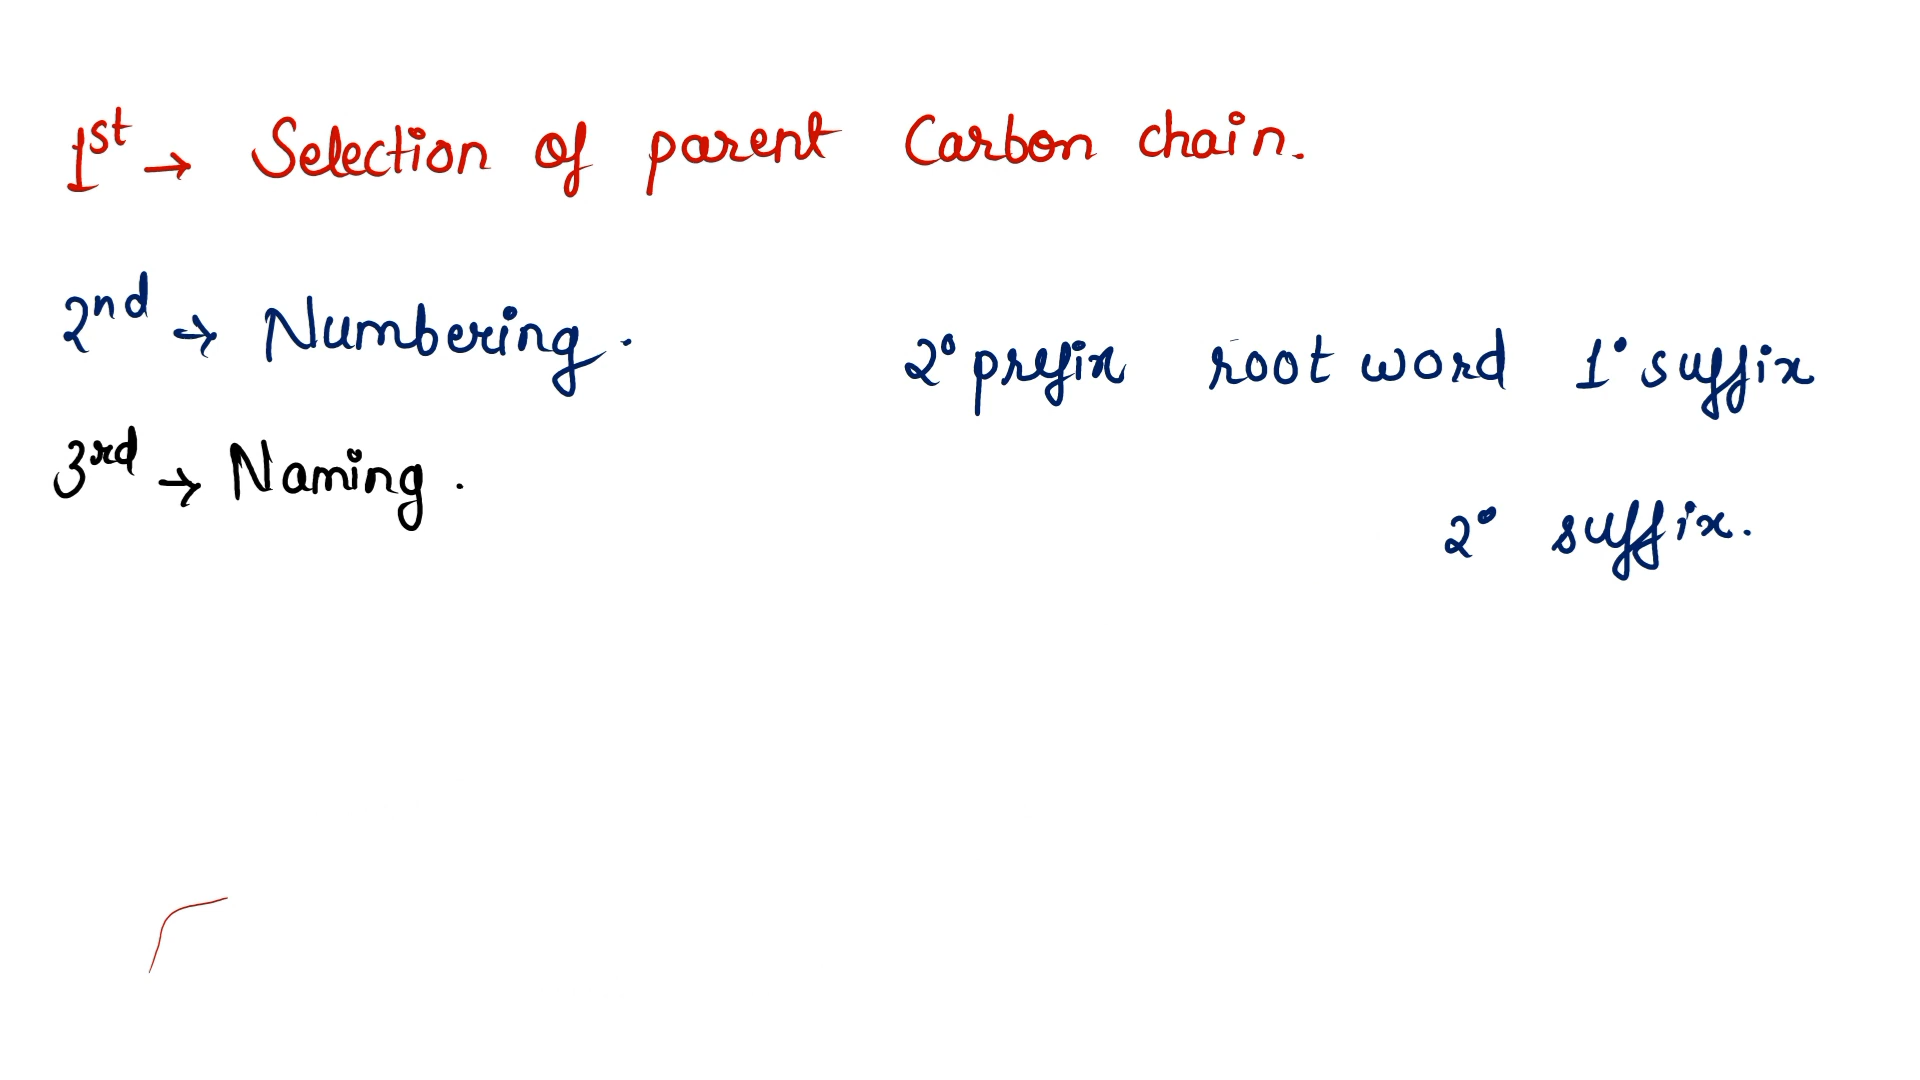 1st → Selection of parent Carbon chain.
2nd → Numbering.
2° prefix root word 1° suffix
3rd → Naming.
2° suffix.